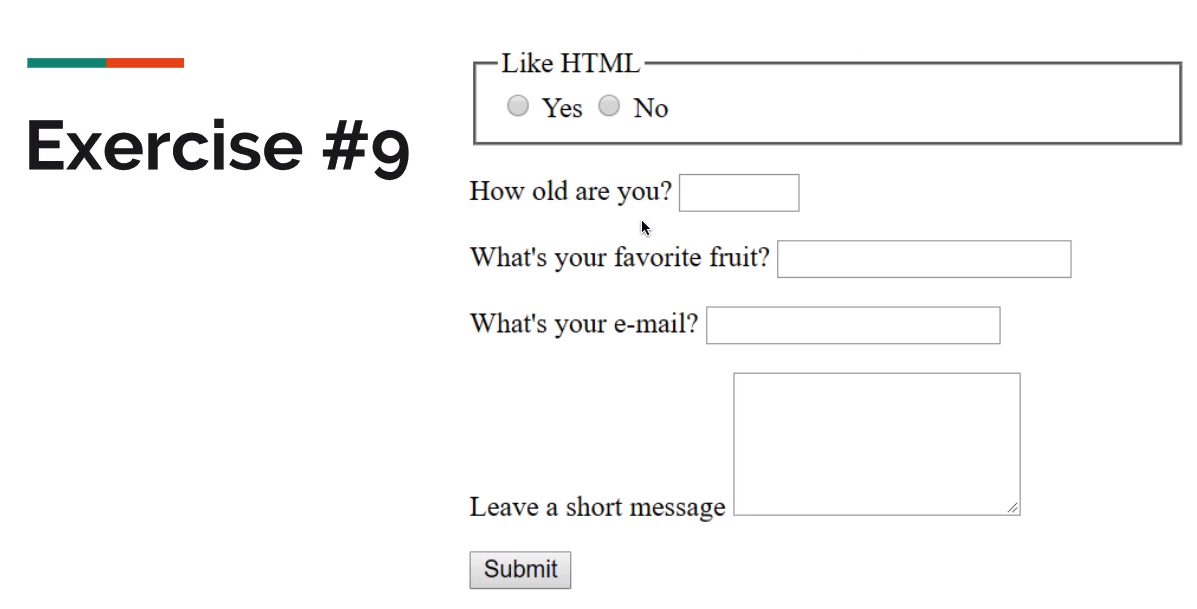 Exercise #9
Like HTML
Yes No
How old are you?
What's your favorite fruit?
What's your e-mail?
Leave a short message
Submit